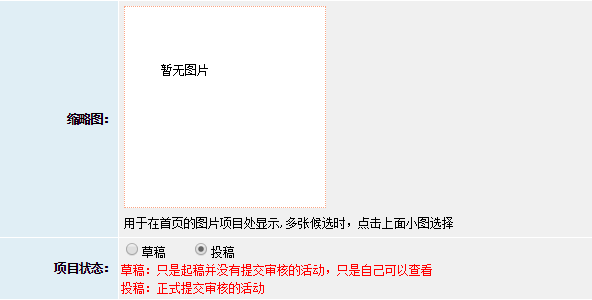 暂无图片
缩略图：
用于在首页的图片项目处显示,多张候选时，点击上面小图选择
项目状态：
草稿 投稿
草稿：只是起稿并没有提交审核的活动，只是自己可以查看
投稿：正式提交审核的活动